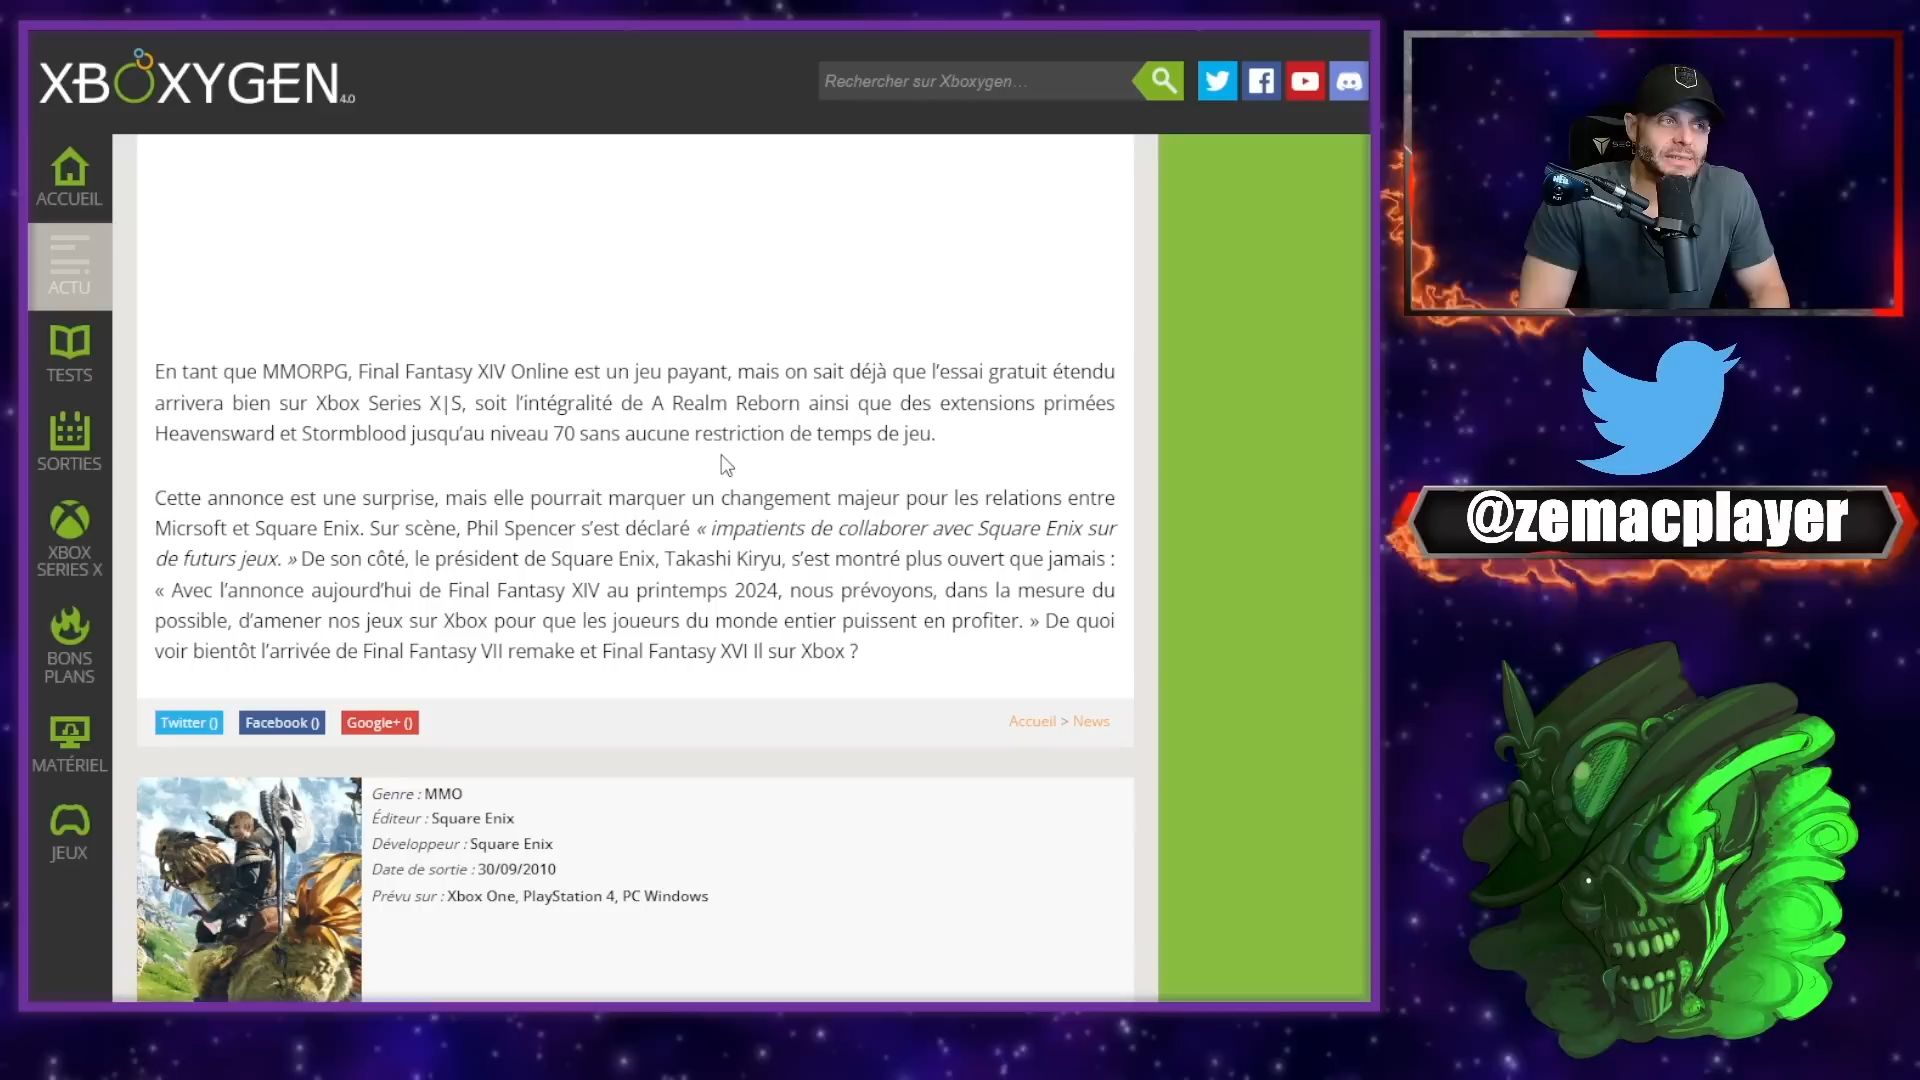 XBOXYGEN 4.0
Rechercher sur Xboxygen…
ACCUEIL
ACTU
TESTS
SORTIES
XBOX
SERIES X
BONS
PLANS
MATÉRIEL
JEUX
En tant que MMORPG, Final Fantasy XIV Online est un jeu payant, mais on sait déjà que l’essai gratuit étendu
arrivera bien sur Xbox Series X|S, soit l’intégralité de A Realm Reborn ainsi que des extensions primées
Heavensward et Stormblood jusqu’au niveau 70 sans aucune restriction de temps de jeu.
Cette annonce est une surprise, mais elle pourrait marquer un changement majeur pour les relations entre
Micrsoft et Square Enix. Sur scène, Phil Spencer s’est déclaré « impatients de collaborer avec Square Enix sur
de futurs jeux. » De son côté, le président de Square Enix, Takashi Kiryu, s’est montré plus ouvert que jamais :
« Avec l’annonce aujourd’hui de Final Fantasy XIV au printemps 2024, nous prévoyons, dans la mesure du
possible, d’amener nos jeux sur Xbox pour que les joueurs du monde entier puissent en profiter. » De quoi
voir bientôt l’arrivée de Final Fantasy VII remake et Final Fantasy XVI Il sur Xbox ?
Twitter () Facebook () Google+ ()
Accueil > News
Genre : MMO
Éditeur : Square Enix
Développeur : Square Enix
Date de sortie : 30/09/2010
Prévu sur : Xbox One, PlayStation 4, PC Windows
@zemacplayer